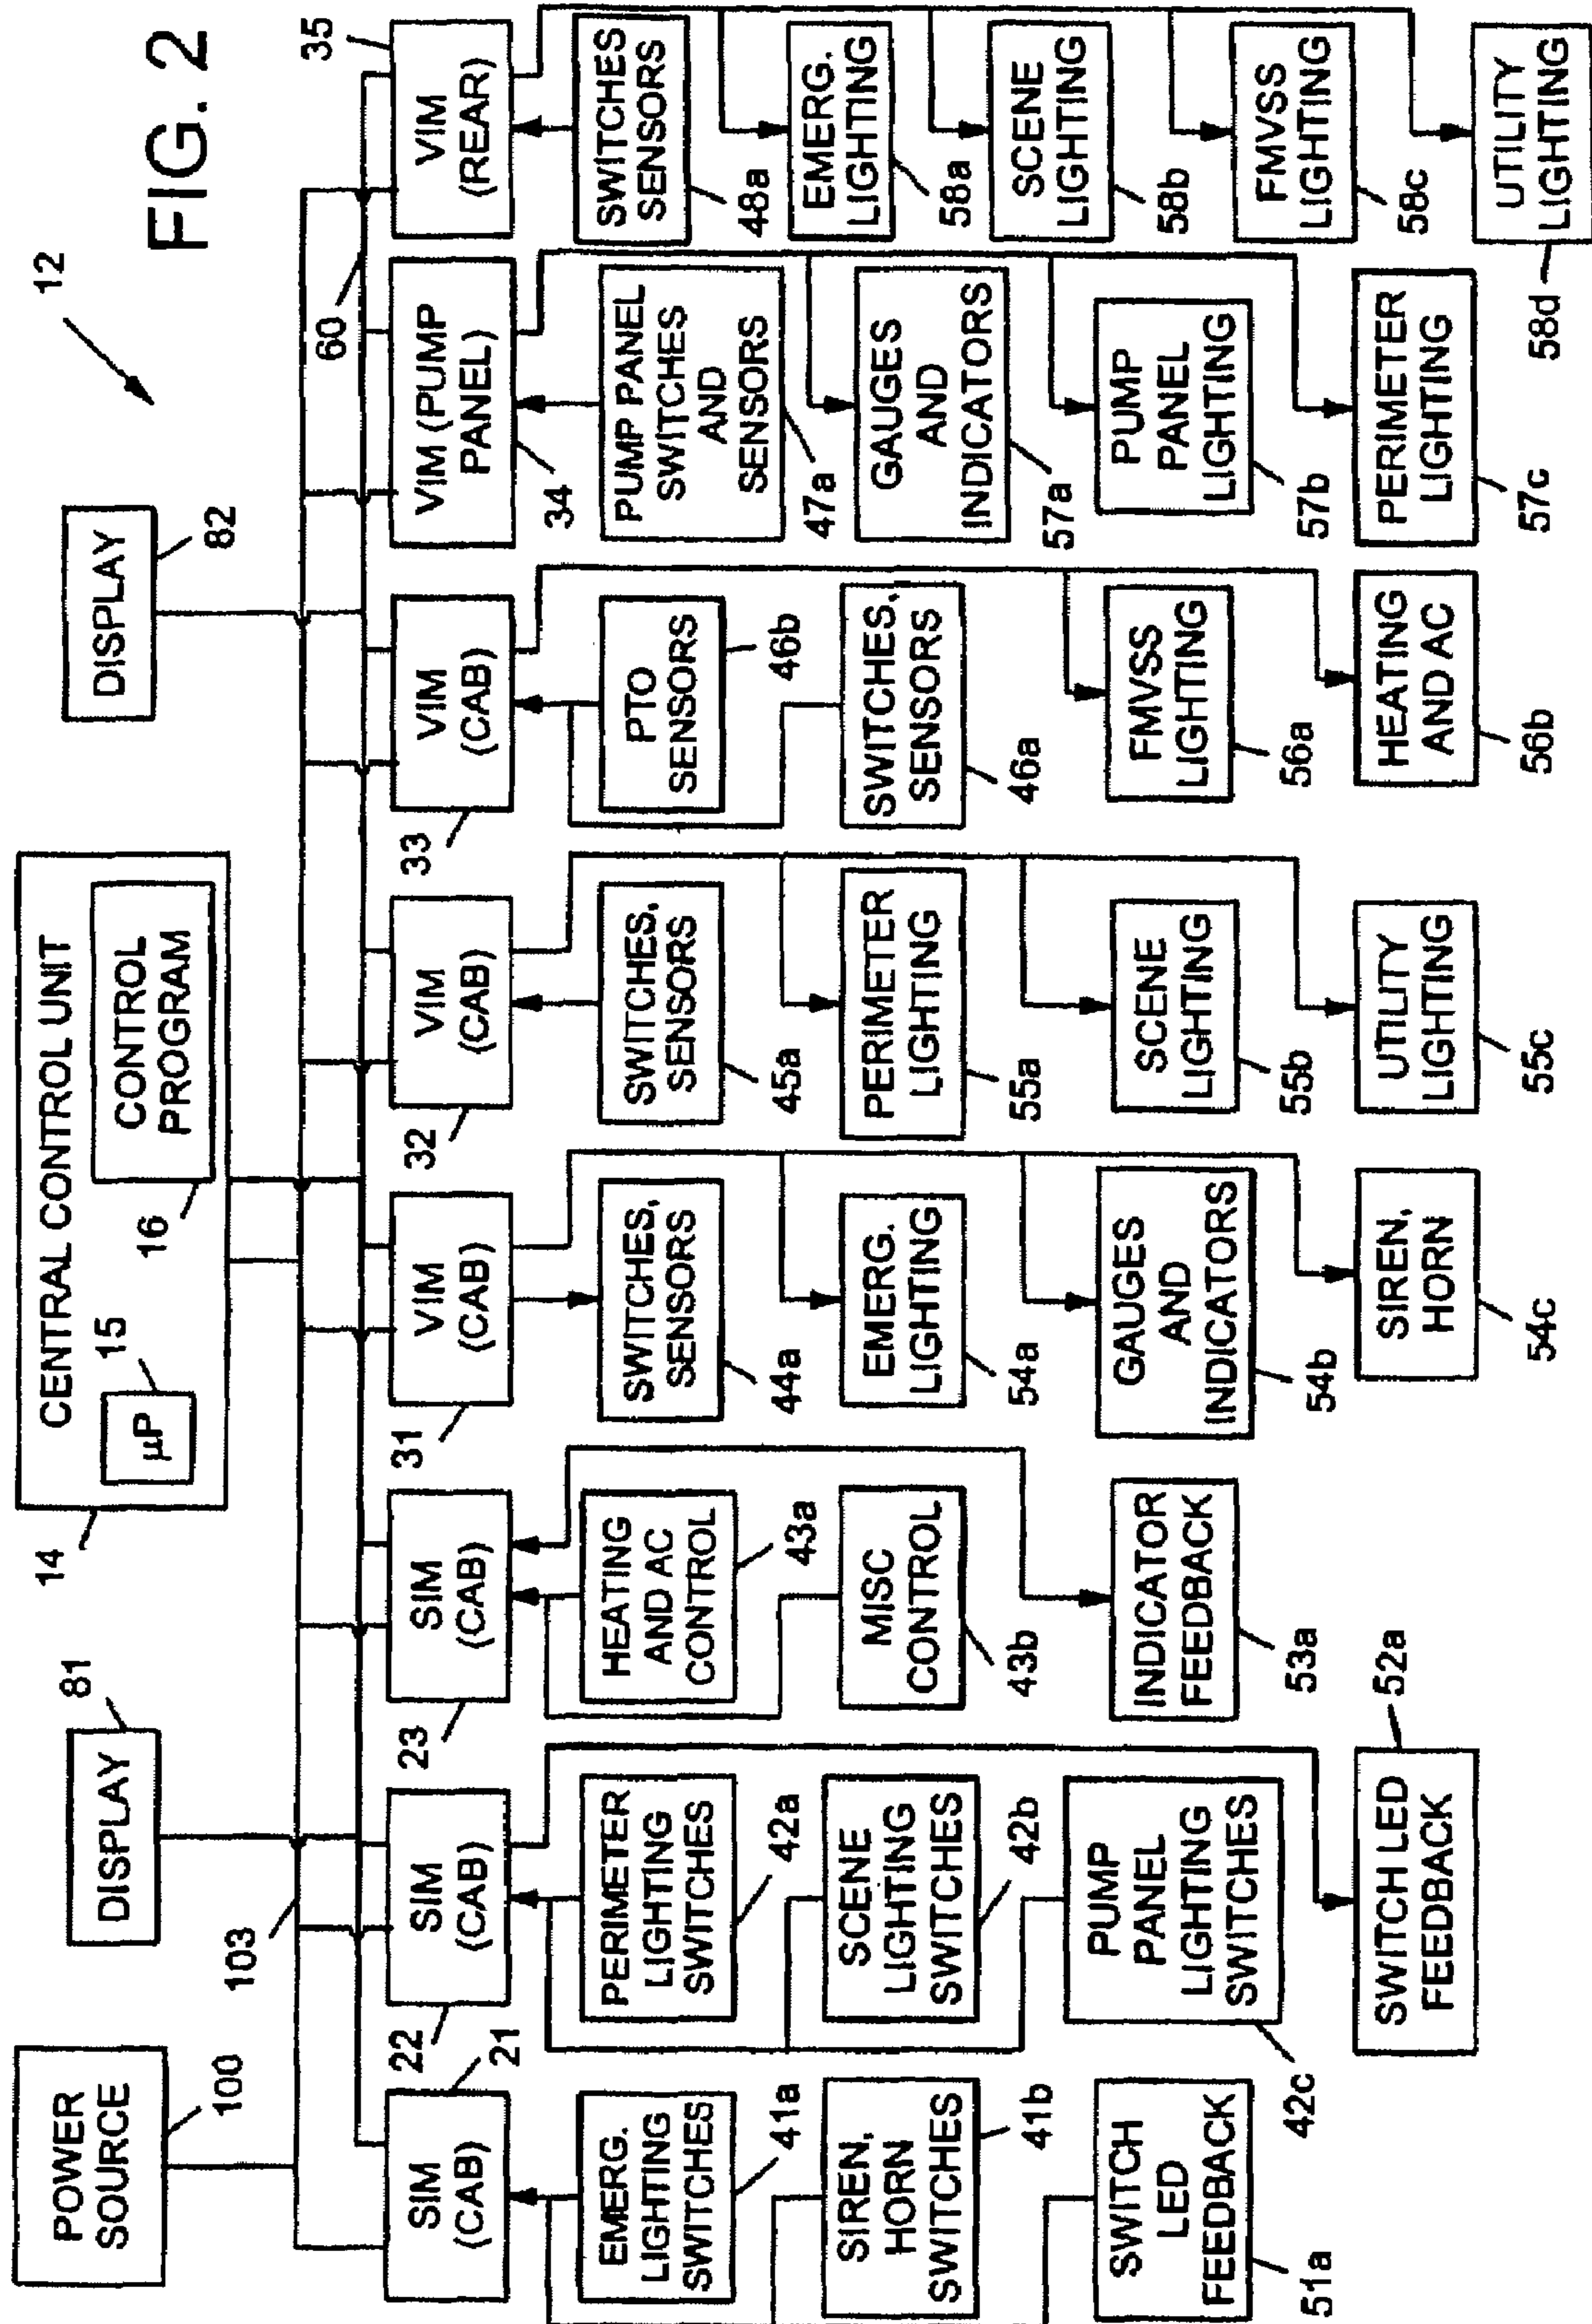 FIG. 2
12
POWER
SOURCE
100
DISPLAY
81
CENTRAL CONTROL UNIT
14
µP
15
CONTROL
PROGRAM
16
DISPLAY
82
103
60
SIM
(CAB)
21
SIM
(CAB)
22
SIM
(CAB)
23
VIM
(CAB)
31
VIM
(CAB)
32
VIM
(CAB)
33
VIM (PUMP
PANEL)
34
VIM
(REAR)
35
EMERG.
LIGHTING
SWITCHES
41a
PERIMETER
LIGHTING
SWITCHES
42a
HEATING
AND AC
CONTROL
43a
SWITCHES,
SENSORS
44a
SWITCHES,
SENSORS
45a
PTO
SENSORS
46b
PUMP PANEL
SWITCHES
AND
SENSORS
47a
SWITCHES
SENSORS
48a
SIREN,
HORN
SWITCHES
41b
SCENE
LIGHTING
SWITCHES
42b
MISC
CONTROL
43b
EMERG.
LIGHTING
54a
PERIMETER
LIGHTING
55a
SWITCHES,
SENSORS
46a
GAUGES
AND
INDICATORS
57a
EMERG.
LIGHTING
58a
SWITCH
LED
FEEDBACK
51a
PUMP
PANEL
LIGHTING
SWITCHES
42c
INDICATOR
FEEDBACK
53a
GAUGES
AND
INDICATORS
54b
SCENE
LIGHTING
55b
FMVSS
LIGHTING
56a
PUMP
PANEL
LIGHTING
57b
SCENE
LIGHTING
58b
SWITCH LED
FEEDBACK
52a
SIREN,
HORN
54c
UTILITY
LIGHTING
55c
HEATING
AND AC
56b
PERIMETER
LIGHTING
57c
FMVSS
LIGHTING
58c
UTILITY
LIGHTING
58d